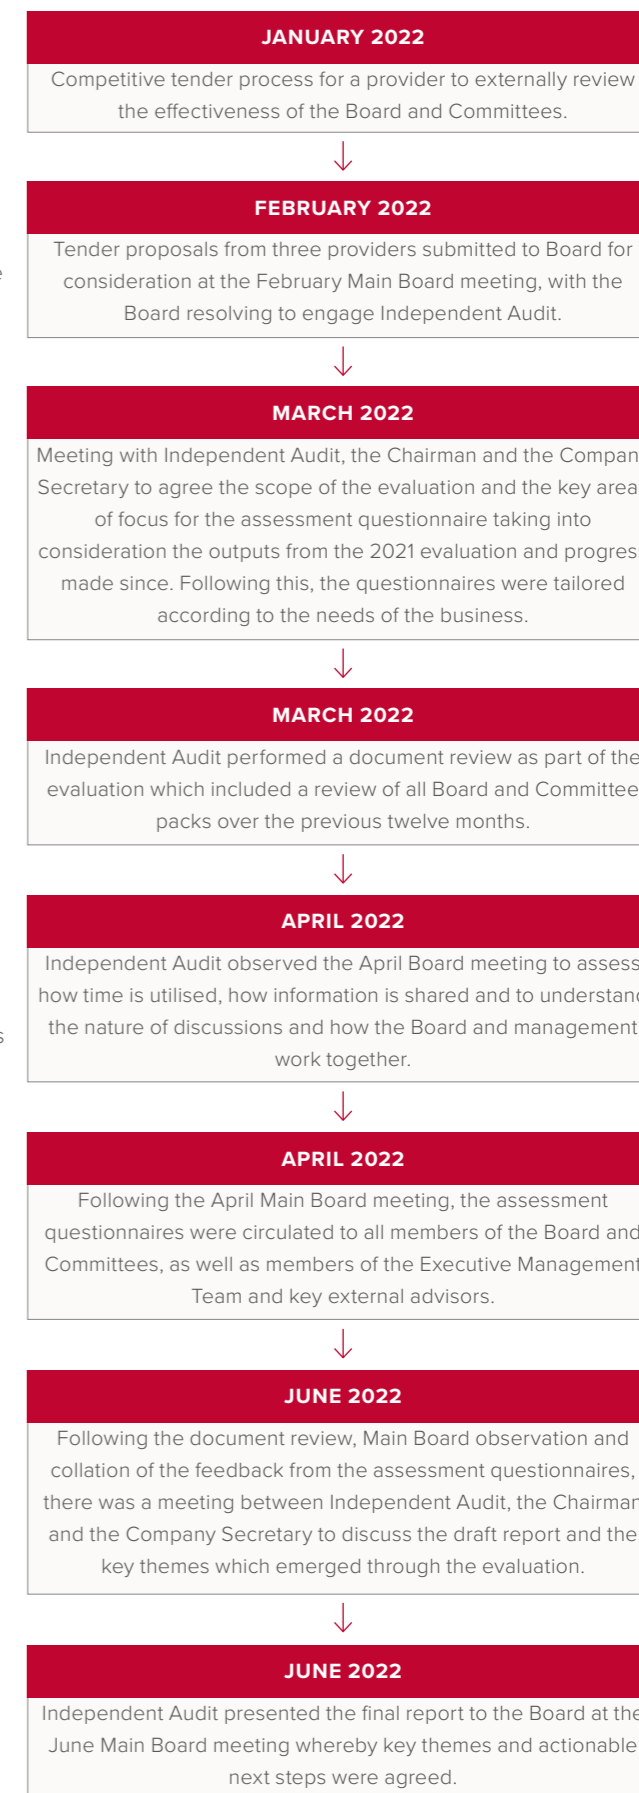 JANUARY 2022
Competitive tender process for a provider to externally review
the effectiveness of the Board and Committees.
FEBRUARY 2022
Tender proposals from three providers submitted to Board for
consideration at the February Main Board meeting, with the
Board resolving to engage Independent Audit.
MARCH 2022
Meeting with Independent Audit, the Chairman and the Compan
Secretary to agree the scope of the evaluation and the key area
of focus for the assessment questionnaire taking into
consideration the outputs from the 2021 evaluation and progres
made since. Following this, the questionnaires were tailored
according to the needs of the business.
MARCH 2022
Independent Audit performed a document review as part of the
evaluation which included a review of all Board and Committee
packs over the previous twelve months.
APRIL 2022
Independent Audit observed the April Board meeting to assess
how time is utilised, how information is shared and to understand
the nature of discussions and how the Board and management
work together.
APRIL 2022
Following the April Main Board meeting, the assessment
questionnaires were circulated to all members of the Board and
Committees, as well as members of the Executive Management
Team and key external advisors.
JUNE 2022
Following the document review, Main Board observation and
collation of the feedback from the assessment questionnaires,
there was a meeting between Independent Audit, the Chairman
and the Company Secretary to discuss the draft report and the
key themes which emerged through the evaluation.
JUNE 2022
Independent Audit presented the final report to the Board at the
June Main Board meeting whereby key themes and actionable
next steps were agreed.